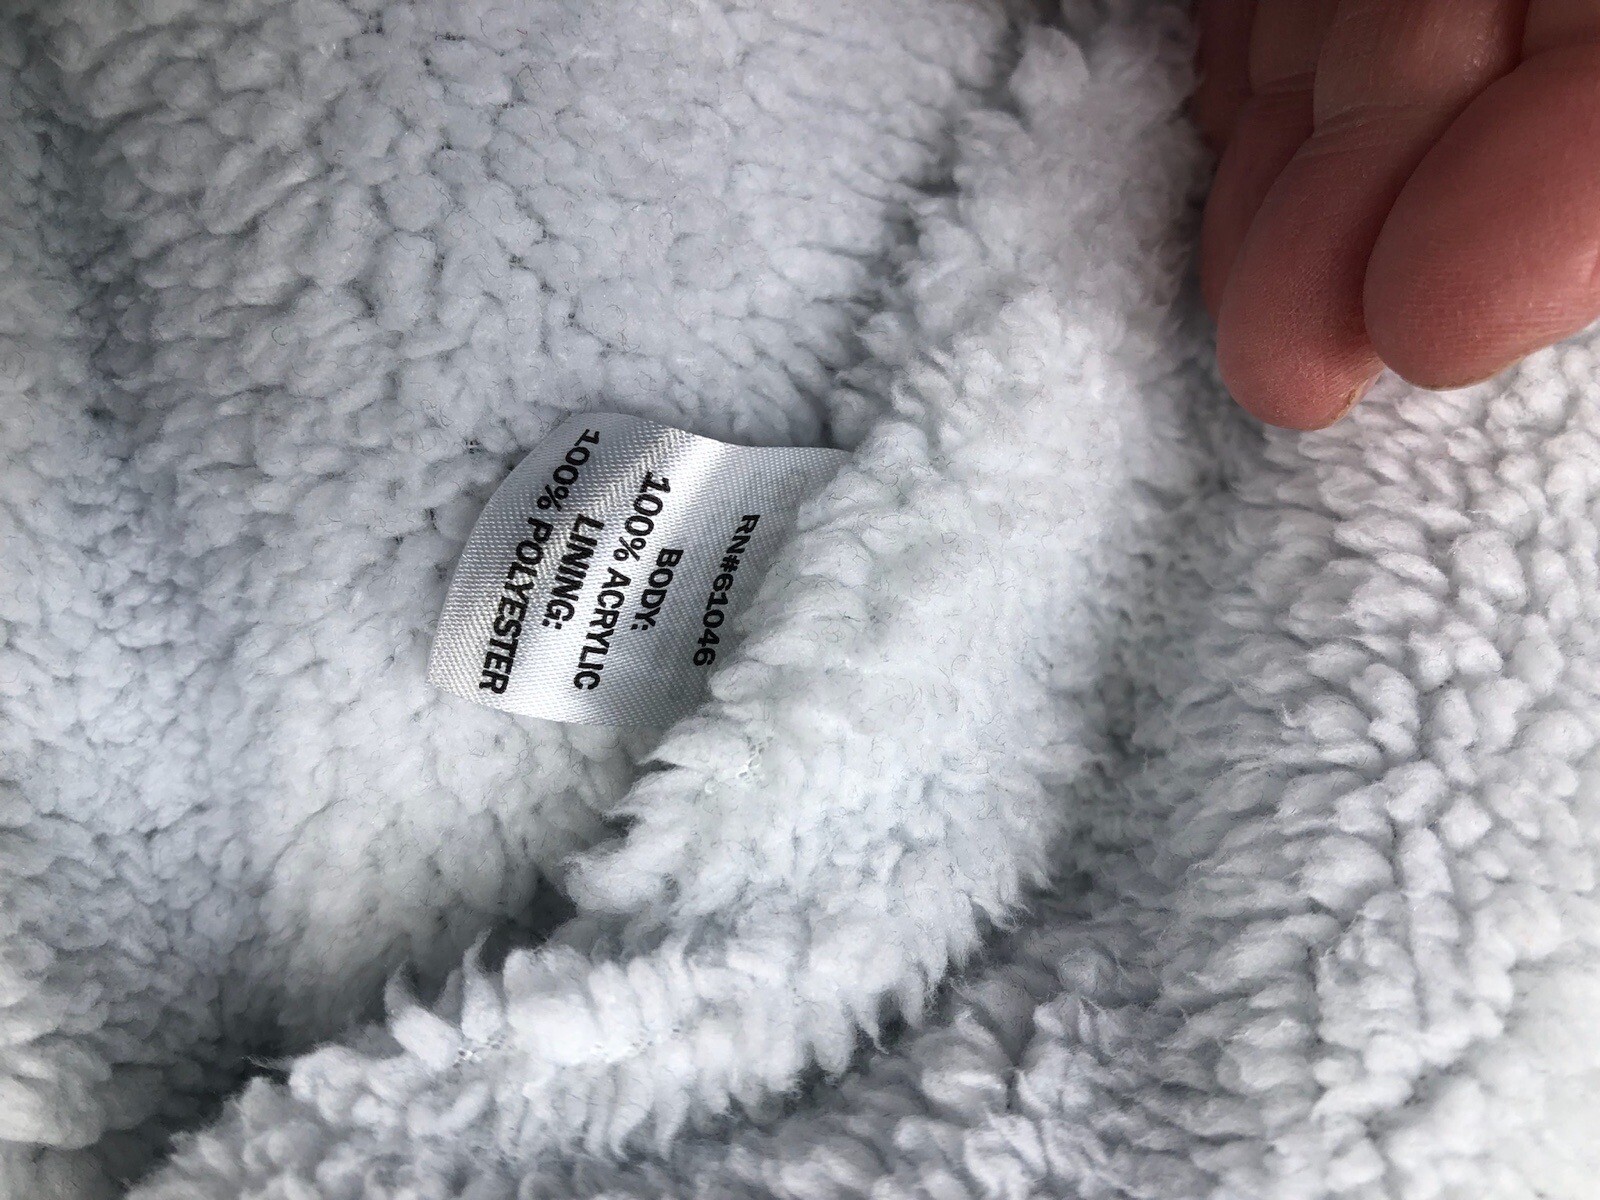 RN#61046
BODY:
100% ACRYLIC
LINING:
100% POLYESTER